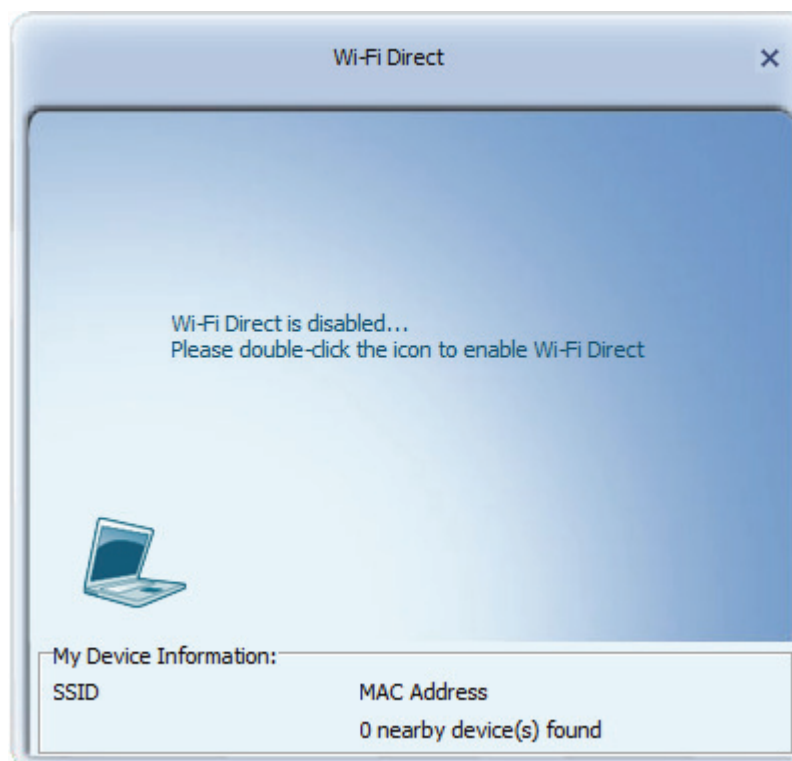 Wi-Fi Direct
Wi-Fi Direct is disabled...
Please double-click the icon to enable Wi-Fi Direct
My Device Information:
SSID
MAC Address
0 nearby device(s) found